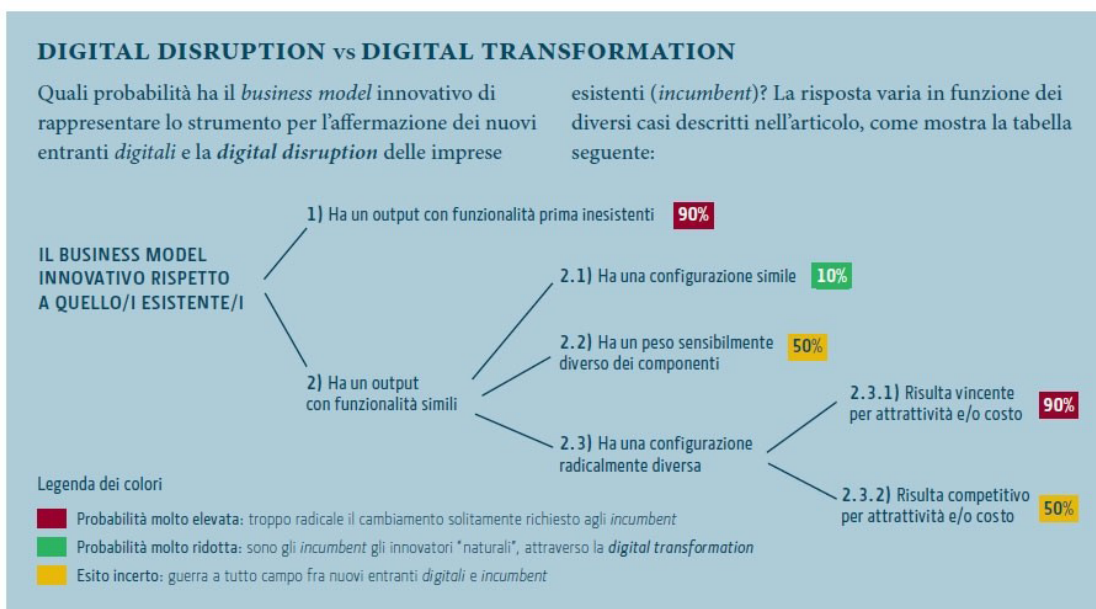 DIGITAL DISRUPTION vs DIGITAL TRANSFORMATION
Quali probabilità ha il business model innovativo di
rappresentare lo strumento per l'affermazione dei nuovi
entranti digitali e la digital disruption delle imprese
esistenti (incumbent)? La risposta varia in funzione dei
diversi casi descritti nell'articolo, come mostra la tabella
seguente:
IL BUSINESS MODEL
INNOVATIVO RISPETTO
A QUELLO/I ESISTENTE/I
1) Ha un output con funzionalità prima inesistenti 90%
2) Ha un output
con funzionalità simili
2.1) Ha una configurazione simile 10%
2.2) Ha un peso sensibilmente
diverso dei componenti 50%
2.3) Ha una configurazione
radicalmente diversa
2.3.1) Risulta vincente
per attrattività e/o costo 90%
2.3.2) Risulta competitivo
per attrattività e/o costo 50%
Legenda dei colori
Probabilità molto elevata: troppo radicale il cambiamento solitamente richiesto agli incumbent
Probabilità molto ridotta: sono gli incumbent gli innovatori "naturali", attraverso la digital transformation
Esito incerto: guerra a tutto campo fra nuovi entranti digitali e incumbent